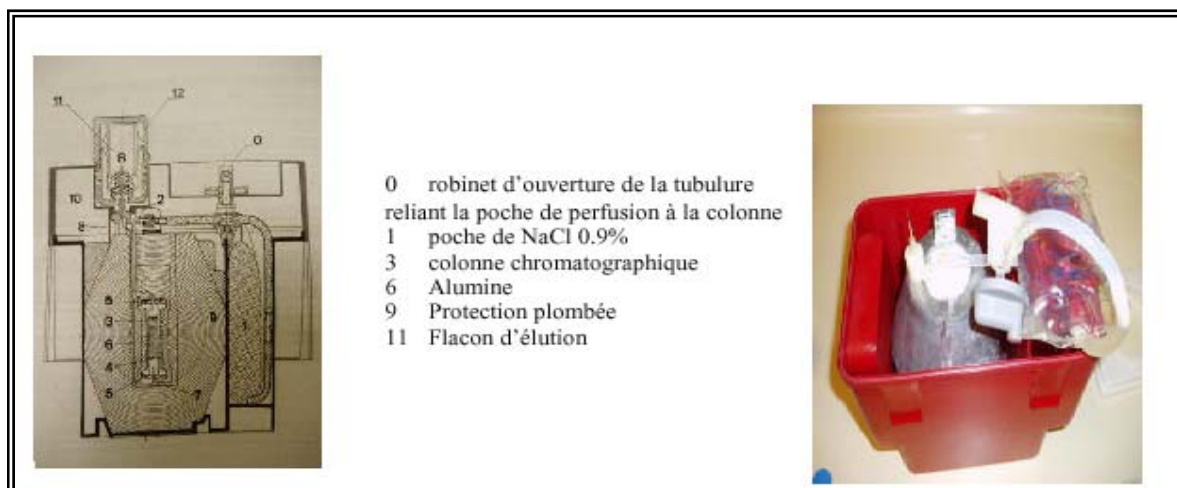 11
12
0
8
10
2
8
9
1
8
3
6
4
5
7
0 robinet d’ouverture de la tubulure
reliant la poche de perfusion à la colonne
1 poche de NaCl 0.9%
3 colonne chromatographique
6 Alumine
9 Protection plombée
11 Flacon d’élution